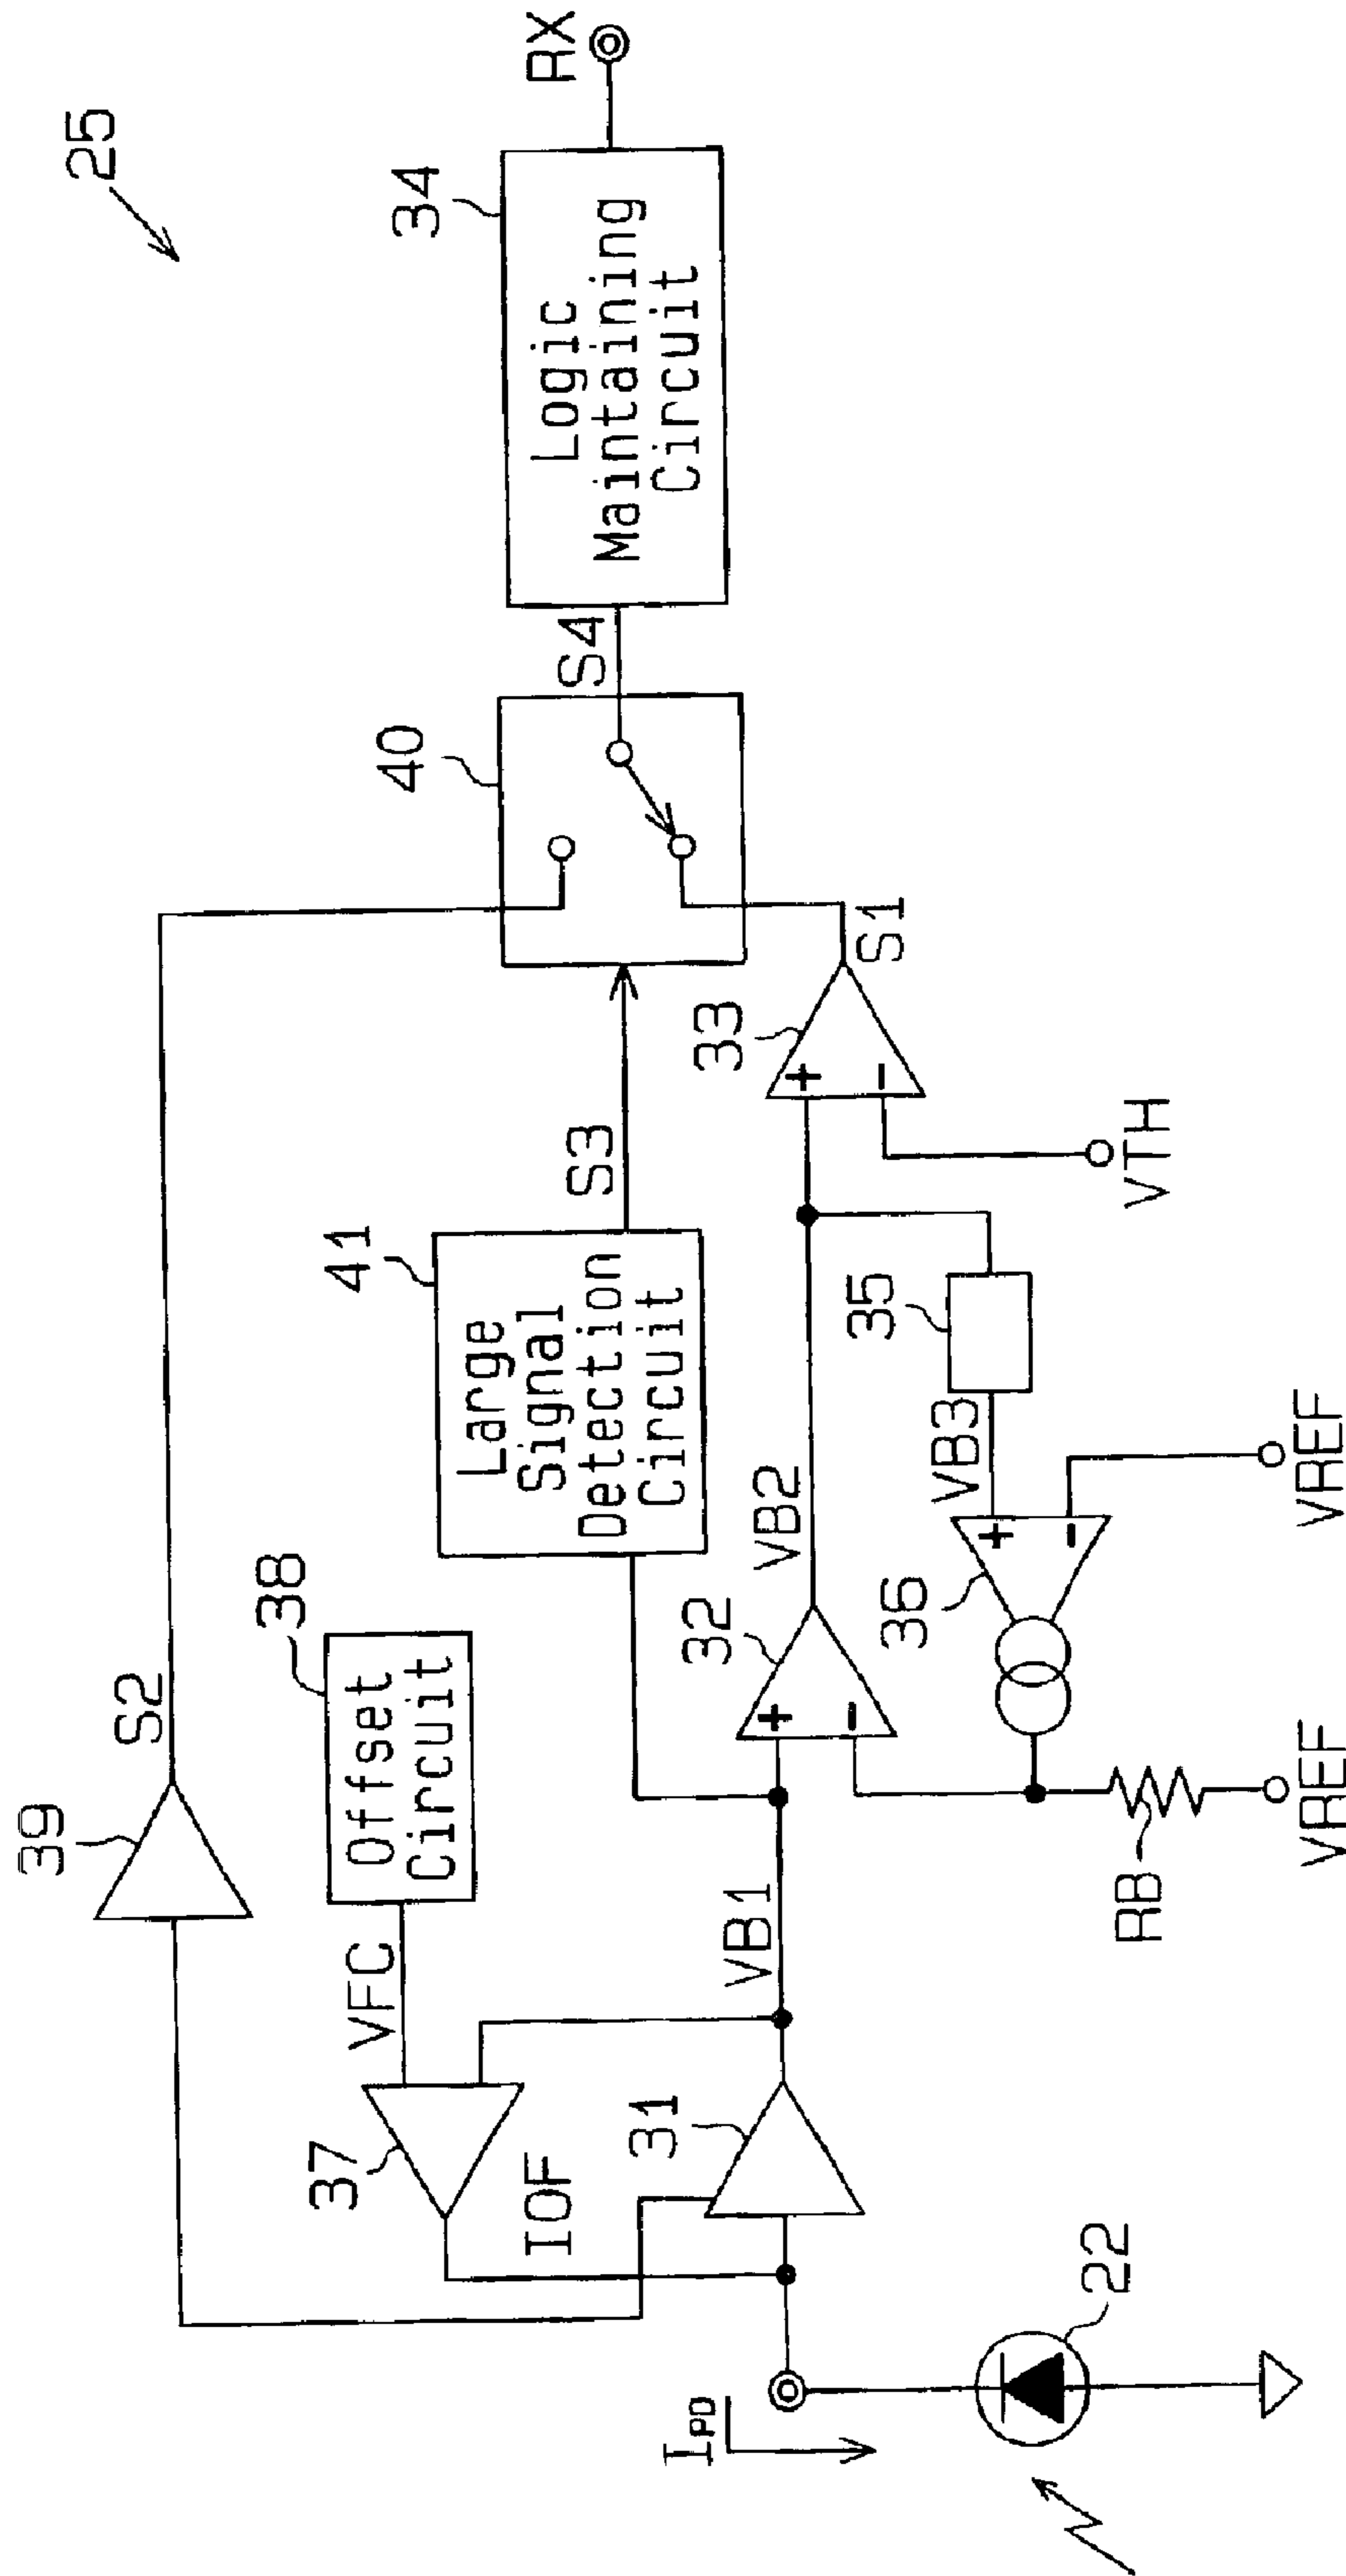 25
39
S2
40
34
RX
38
Offset
Circuit
41
Large
Signal
Detection
Circuit
S3
S4
Logic
Maintaining
Circuit
37
VFC
IOF
31
VB1
32
VB2
33
S1
IPD
22
RB
VREF
36
VB3
VREF
35
VTH